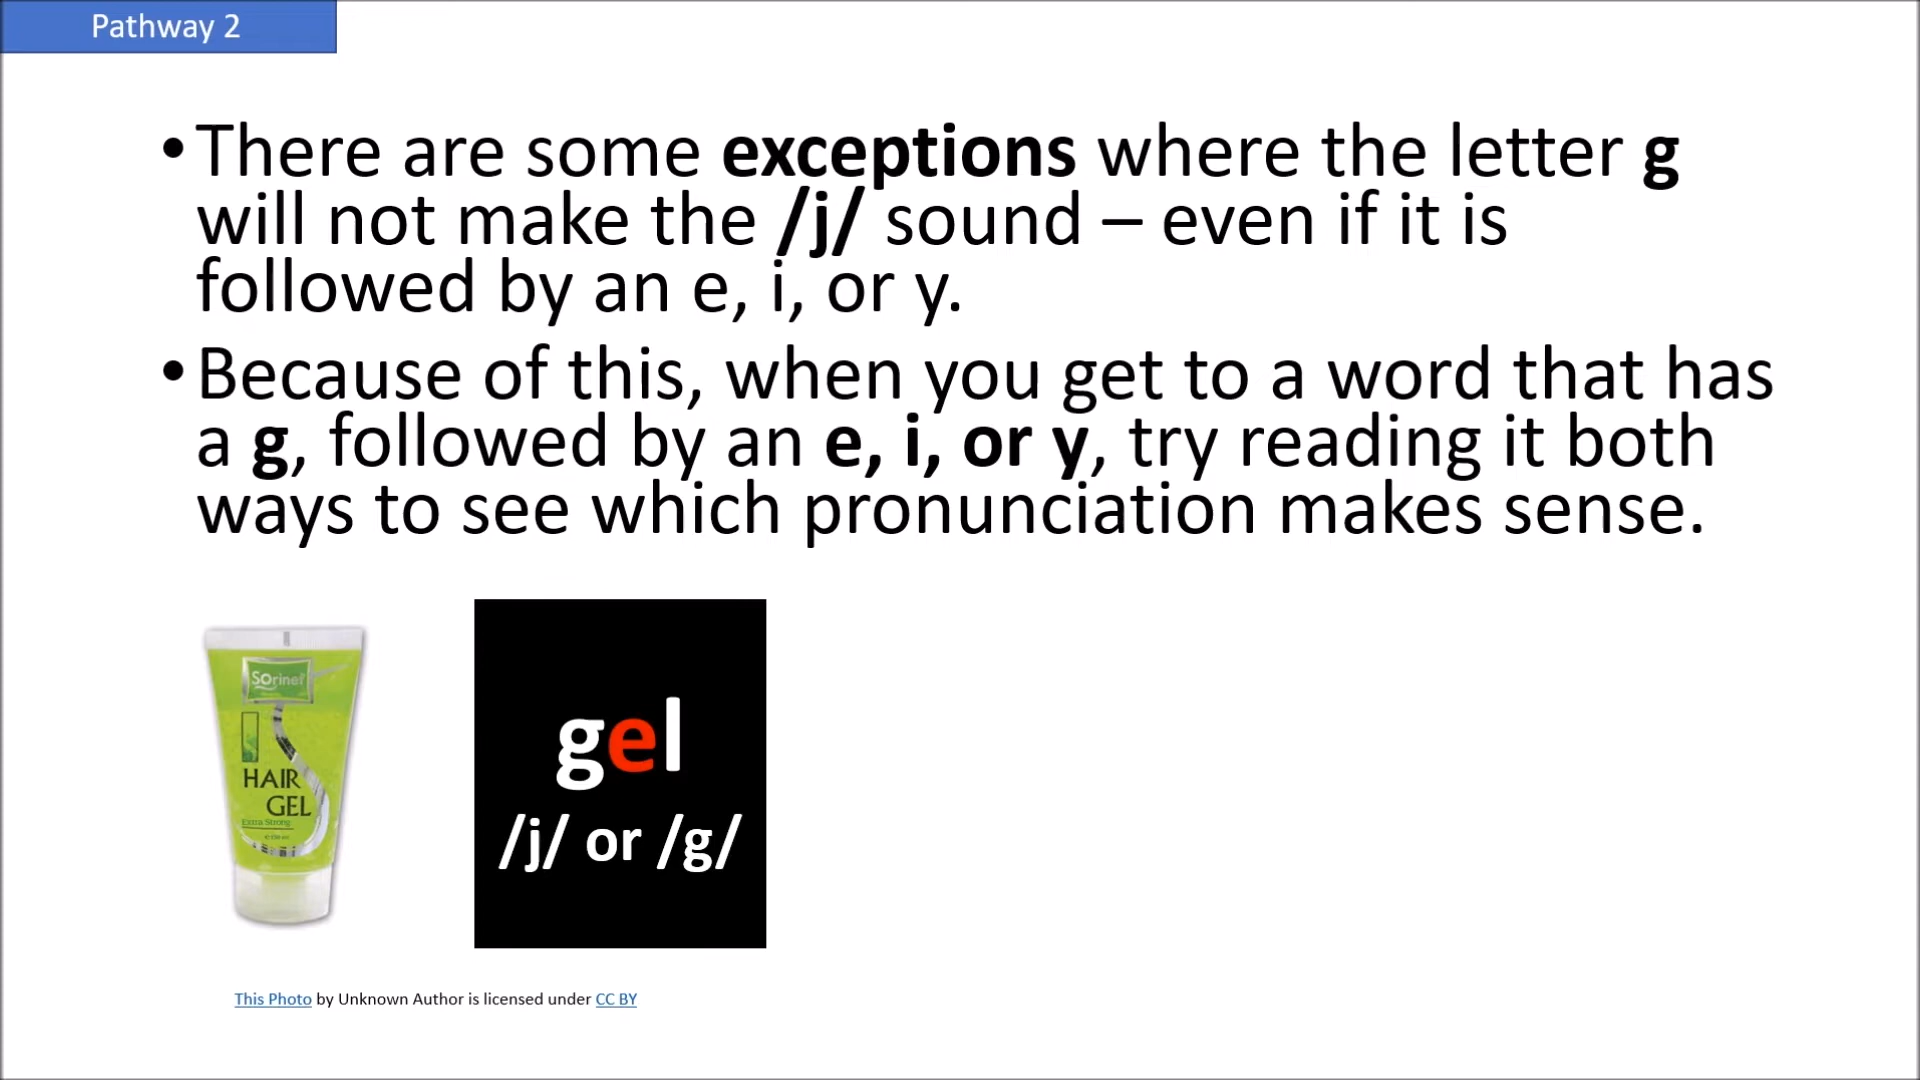 Pathway 2
•There are some exceptions where the letter g
will not make the /j/ sound – even if it is
followed by an e, i, or y.
•Because of this, when you get to a word that has
a g, followed by an e, i, or y, try reading it both
ways to see which pronunciation makes sense.
SOrinet
HAIR
GEL
Extra Strong
gel
/j/ or /g/
This Photo by Unknown Author is licensed under CC BY